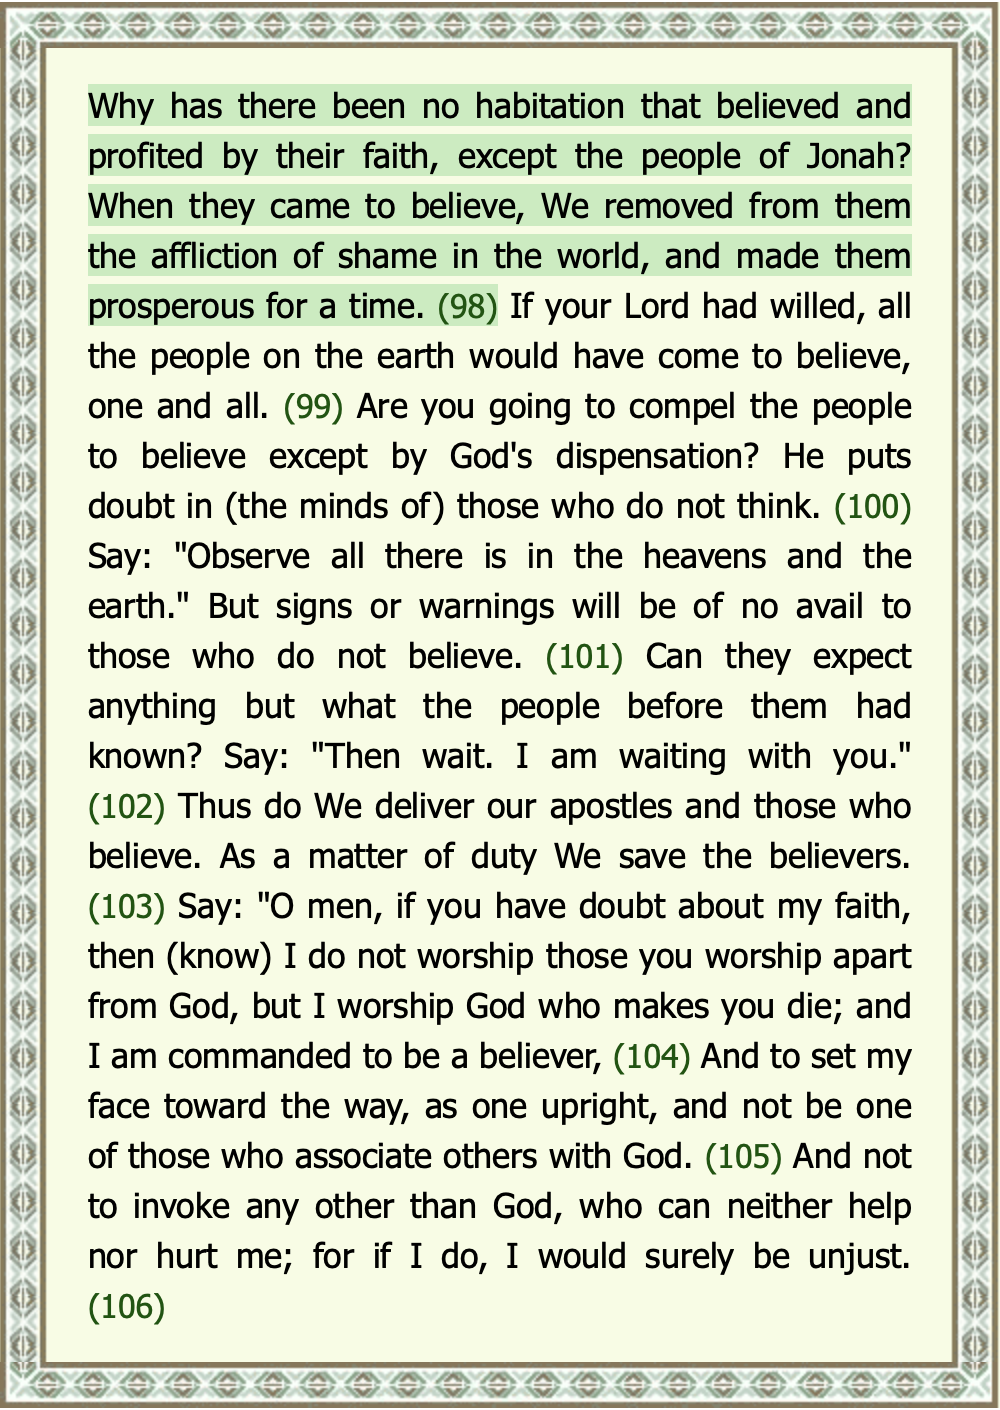 Why has there been no habitation that believed and
profited by their faith, except the people of Jonah?
When they came to believe, We removed from them
the affliction of shame in the world, and made them
prosperous for a time. (98) If your Lord had willed, all
the people on the earth would have come to believe,
one and all. (99) Are you going to compel the people
to believe except by God's dispensation? He puts
doubt in (the minds of) those who do not think. (100)
Say: "Observe all there is in the heavens and the
earth." But signs or warnings will be of no avail to
those who do not believe. (101) Can they expect
anything but what the people before them had
known? Say: "Then wait. I am waiting with you."
(102) Thus do We deliver our apostles and those who
believe. As a matter of duty We save the believers.
(103) Say: "O men, if you have doubt about my faith,
then (know) I do not worship those you worship apart
from God, but I worship God who makes you die; and
I am commanded to be a believer, (104) And to set my
face toward the way, as one upright, and not be one
of those who associate others with God. (105) And not
to invoke any other than God, who can neither help
nor hurt me; for if I do, I would surely be unjust.
(106)